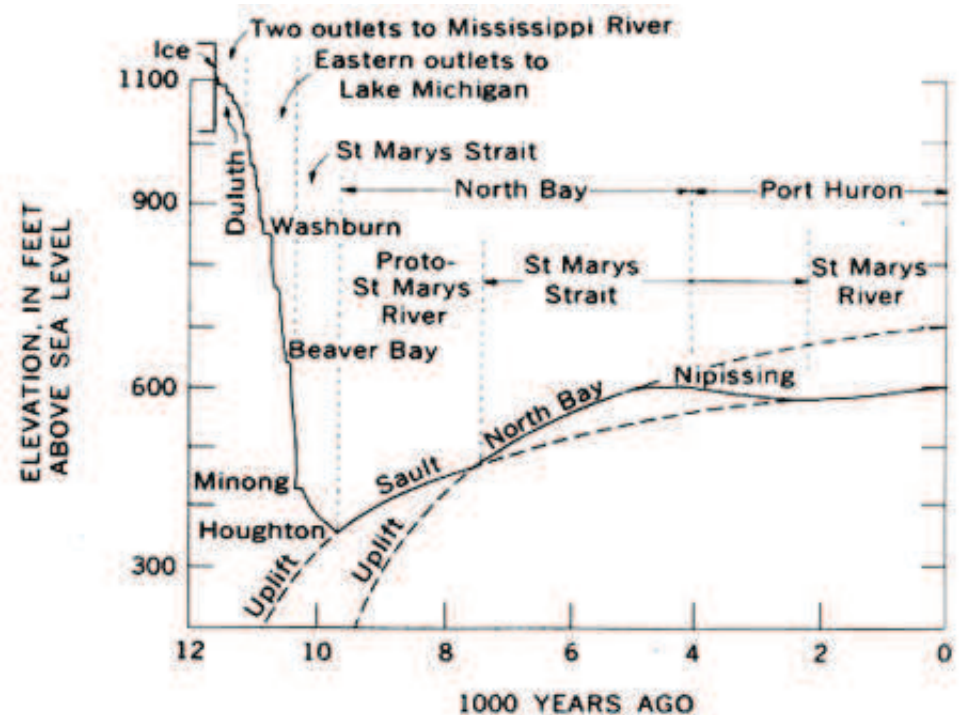 Two outlets to Mississippi River
Ice
Eastern outlets to
Lake Michigan
1100
St Marys Strait
North Bay
Port Huron
Duluth
900
Washburn
Proto-
St Marys
River
St Marys
Strait
St Marys
River
Beaver Bay
600
Nipissing
North Bay
Sault
Minong
Houghton
Uplift
Uplift
300
12
10
8
6
4
2
0
ELEVATION, IN FEET
ABOVE SEA LEVEL
1000 YEARS AGO